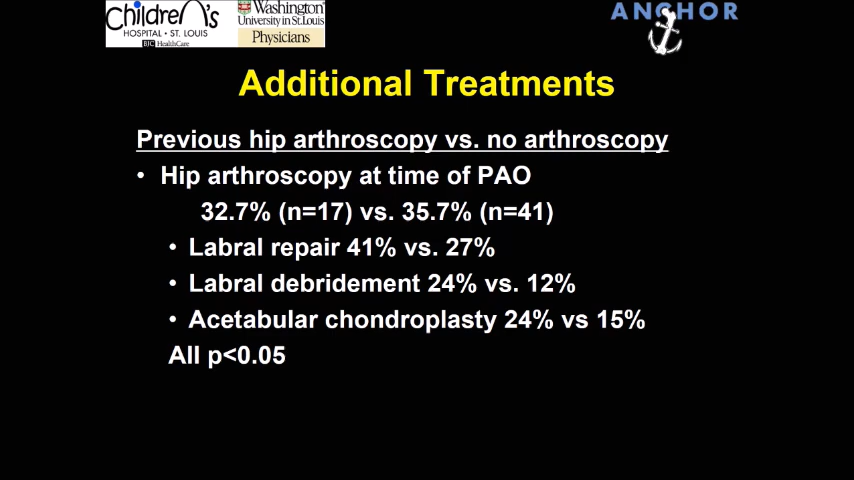 Children's
HOSPITAL • ST. LOUIS
BJC HealthCare
Washington
University in St. Louis
Physicians
ANCHOR
Additional Treatments
Previous hip arthroscopy vs. no arthroscopy
• Hip arthroscopy at time of PAO
32.7% (n=17) vs. 35.7% (n=41)
• Labral repair 41% vs. 27%
• Labral debridement 24% vs. 12%
• Acetabular chondroplasty 24% vs 15%
All p<0.05